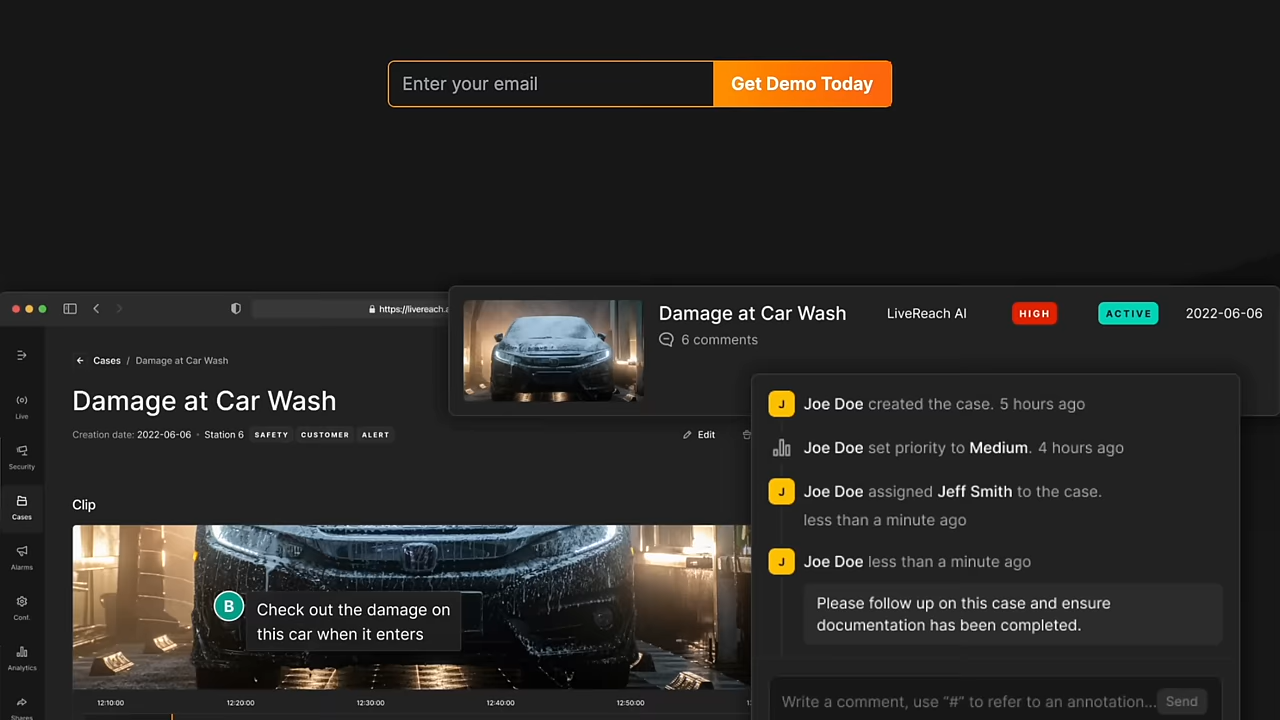 Enter your email
Get Demo Today
https://livereach.a
Damage at Car Wash
LiveReach AI
HIGH
ACTIVE
2022-06-06
6 comments
Cases / Damage at Car Wash
Damage at Car Wash
Creation date: 2022-06-06 · Station 6 SAFETY CUSTOMER ALERT
Edit
Live
Security
Cases
Alarms
Conf.
Analytics
Shares
Clip
B
Check out the damage on
this car when it enters
12:10:00
12:20:00
12:30:00
12:40:00
12:50:00
J
Joe Doe created the case. 5 hours ago
Joe Doe set priority to Medium. 4 hours ago
J
Joe Doe assigned Jeff Smith to the case.
less than a minute ago
J
Joe Doe less than a minute ago
Please follow up on this case and ensure
documentation has been completed.
Write a comment, use “#” to refer to an annotation...
Send